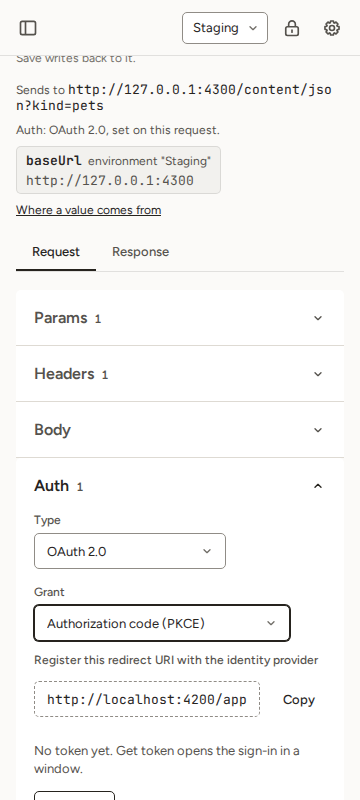 Staging
Save writes back to it.
Sends to http://127.0.0.1:4300/content/jso
n?kind=pets
Auth: OAuth 2.0, set on this request.
baseUrl environment "Staging"
http://127.0.0.1:4300
Where a value comes from
Request Response
Params 1
Headers 1
Body
Auth 1
Type
OAuth 2.0
Grant
Authorization code (PKCE)
Register this redirect URI with the identity provider
http://localhost:4200/app Copy
No token yet. Get token opens the sign-in in a
window.